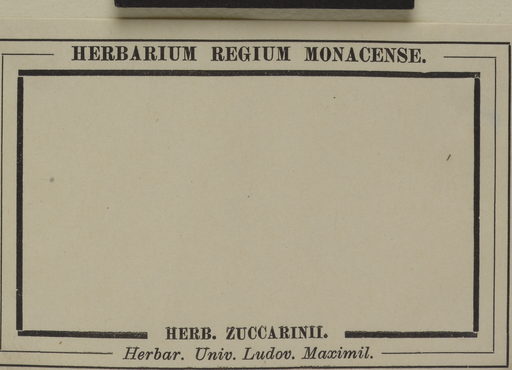 HERBARIUM REGIUM MONACENSE.
HERB. ZUCCARINII.
Herbar. Univ. Ludov. Maximil.